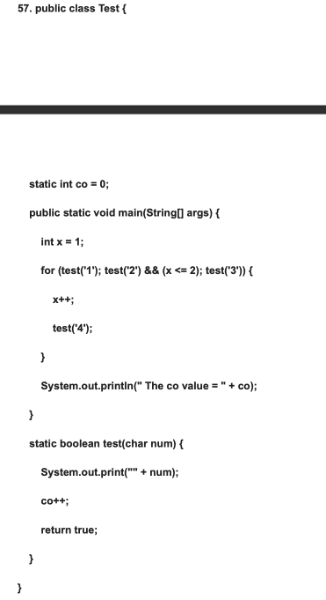 57. public class Test {
static int co = 0;
public static void main(String[] args) {
int x = 1;
for (test('1'); test('2') && (x <= 2); test('3')) {
x++;
test('4');
}
System.out.println(" The co value = " + co);
}
static boolean test(char num) {
System.out.print("" + num);
co++;
return true;
}
}